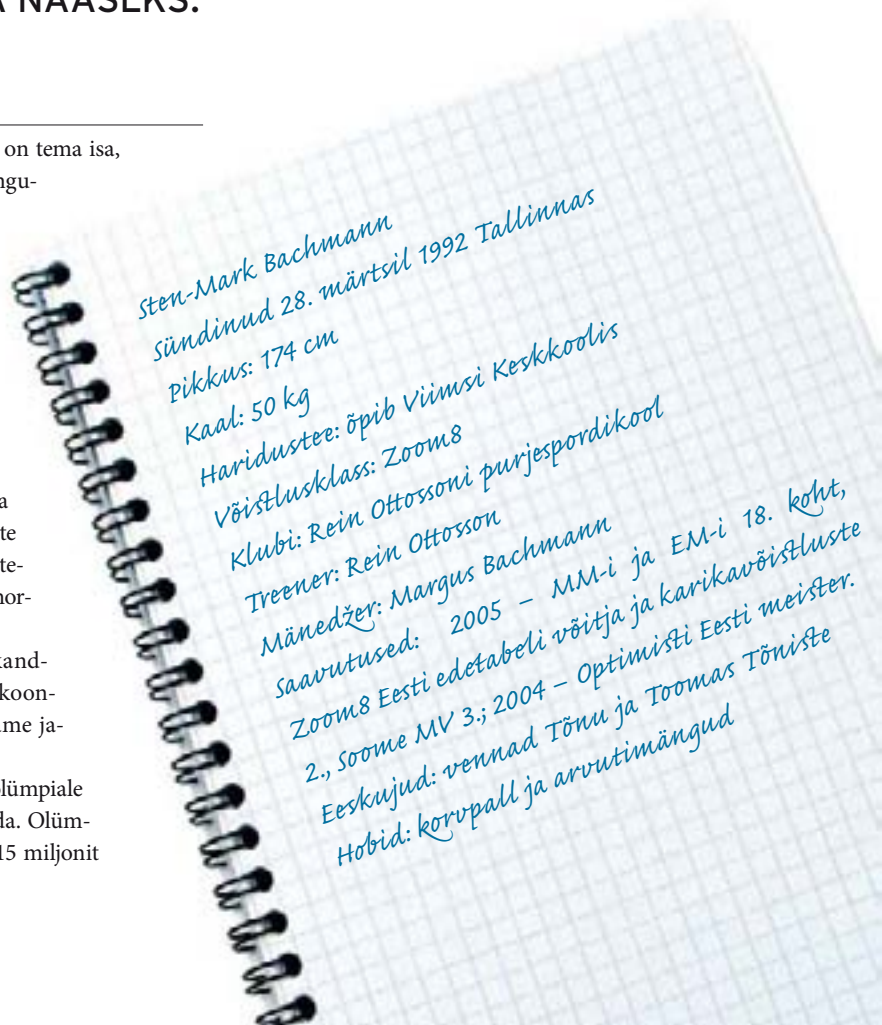 NAASEKS.
on tema isa,
ngu-
a
te
te-
hor-
kand-
koon-
me ja-
olümpiale
da. Olüm-
15 miljonit
Sten-Mark Bachmann
Sündinud 28. märtsil 1992 Tallinnas
Pikkus: 174 cm
Kaal: 50 kg
Haridustee: õpib Viimsi Keskkoolis
Võistlusklass: Zoom8
Klubi: Rein Ottossoni purjespordikool
Treener: Rein Ottosson
Mänedžer: Margus Bachmann
Saavutused: 2005 – MM-i ja EM-i 18. koht,
Zoom8 Eesti edetabeli võitja ja karikavõistluste
2., Soome MV 3.; 2004 – Optimisti Eesti meister.
Eeskujud: vennad Tõnu ja Toomas Tõniste
Hobid: korvpall ja arvutimängud